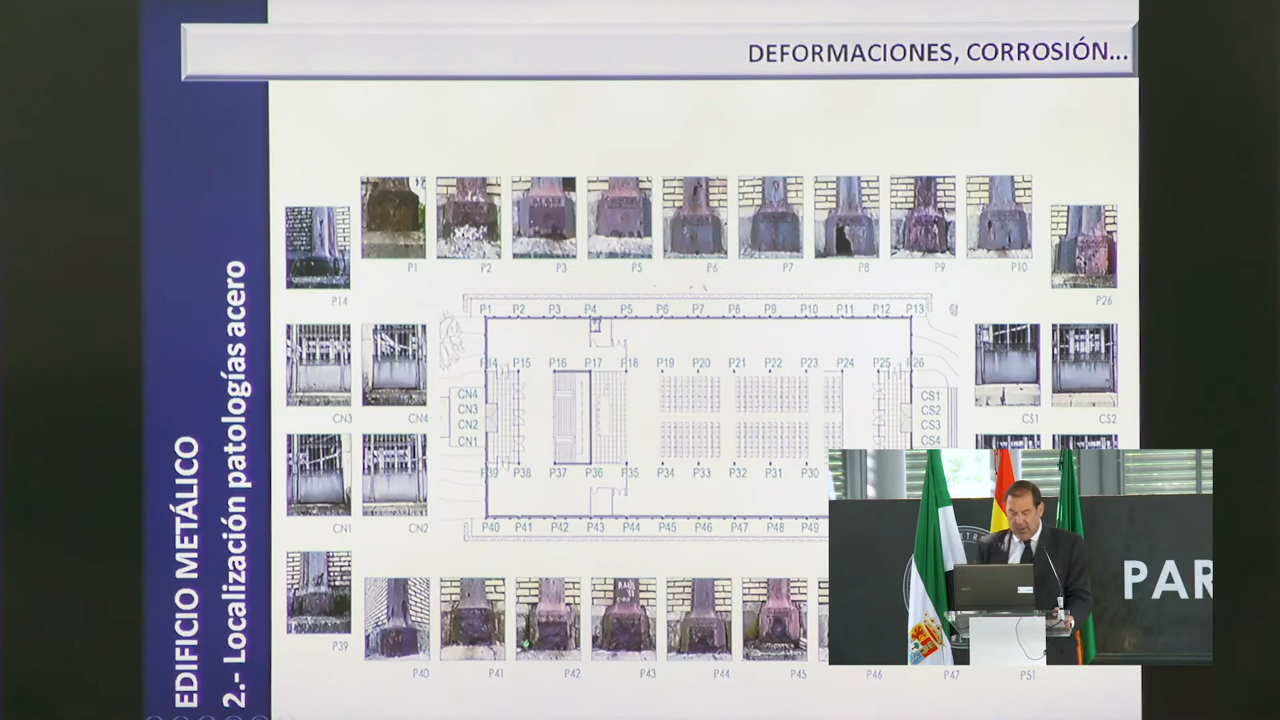 DEFORMACIONES, CORROSIÓN...
EDIFICIO METÁLICO
2.- Localización patologías acero
P1 P2 P3 P5 P6 P7 P8 P9 P10
P14 P26
P1 P2 P3 P4 P5 P6 P7 P8 P9 P10 P11 P12 P13
P14 P15 P16 P17 P18 P19 P20 P21 P22 P23 P24 P25 P26
CN4 CS1
CN3 CS2
CN2 CS3
CN1 CS4
CN3 CN4 CS1 CS2
P39 P38 P37 P36 P35 P34 P33 P32 P31 P30
CN1 CN2
P40 P41 P42 P43 P44 P45 P46 P47 P48 P49
P39
P40 P41 P42 P43 P44 P45 P46 P47 P51
PAR